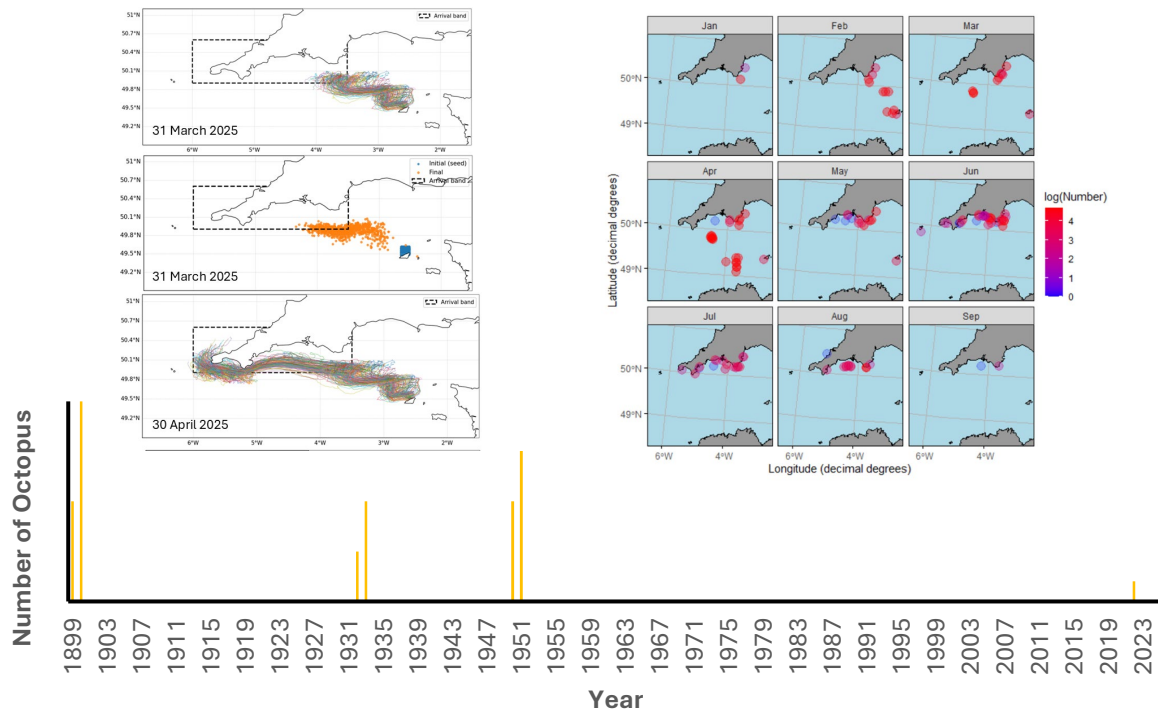 51°N
50.7°N
50.4°N
50.1°N
49.8°N
49.5°N
49.2°N
Arrival band
31 March 2025
6°W 5°W 4°W 3°W 2°W
51°N
50.7°N
50.4°N
50.1°N
49.8°N
49.5°N
49.2°N
Initial (seed)
Final
Arrival band
31 March 2025
51°N
50.7°N
50.4°N
50.1°N
49.8°N
49.5°N
49.2°N
Arrival band
30 April 2025
6°W 5°W 4°W 3°W 2°W
Jan Feb Mar
50°N
49°N
Apr May Jun
50°N
49°N
Jul Aug Sep
50°N
49°N
6°W 4°W 6°W 4°W 6°W 4°W
Longitude (decimal degrees)
Latitude (decimal degrees)
log(Number)
4
3
2
1
0
Number of Octopus
18999 1903 1907 1911 1915 1919 1923 1927 1931 1935 1939 1943 1947 1951 1955 1959 1963 1967 1971 1975 1979 1983 1987 1991 1995 1999 2003 2007 2011 2015 2019 2023
Year